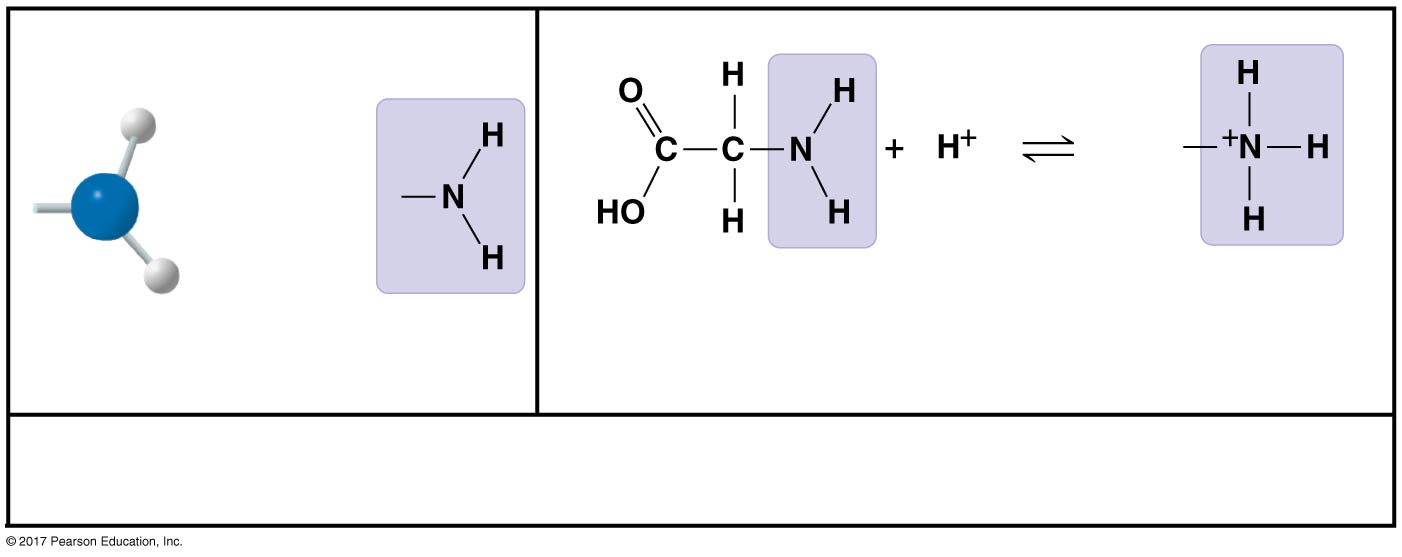 H
—N
H
O
HO
C—C—N
H
H
H
H
+ H+ ⇌
H
—+N—H
H
© 2017 Pearson Education, Inc.